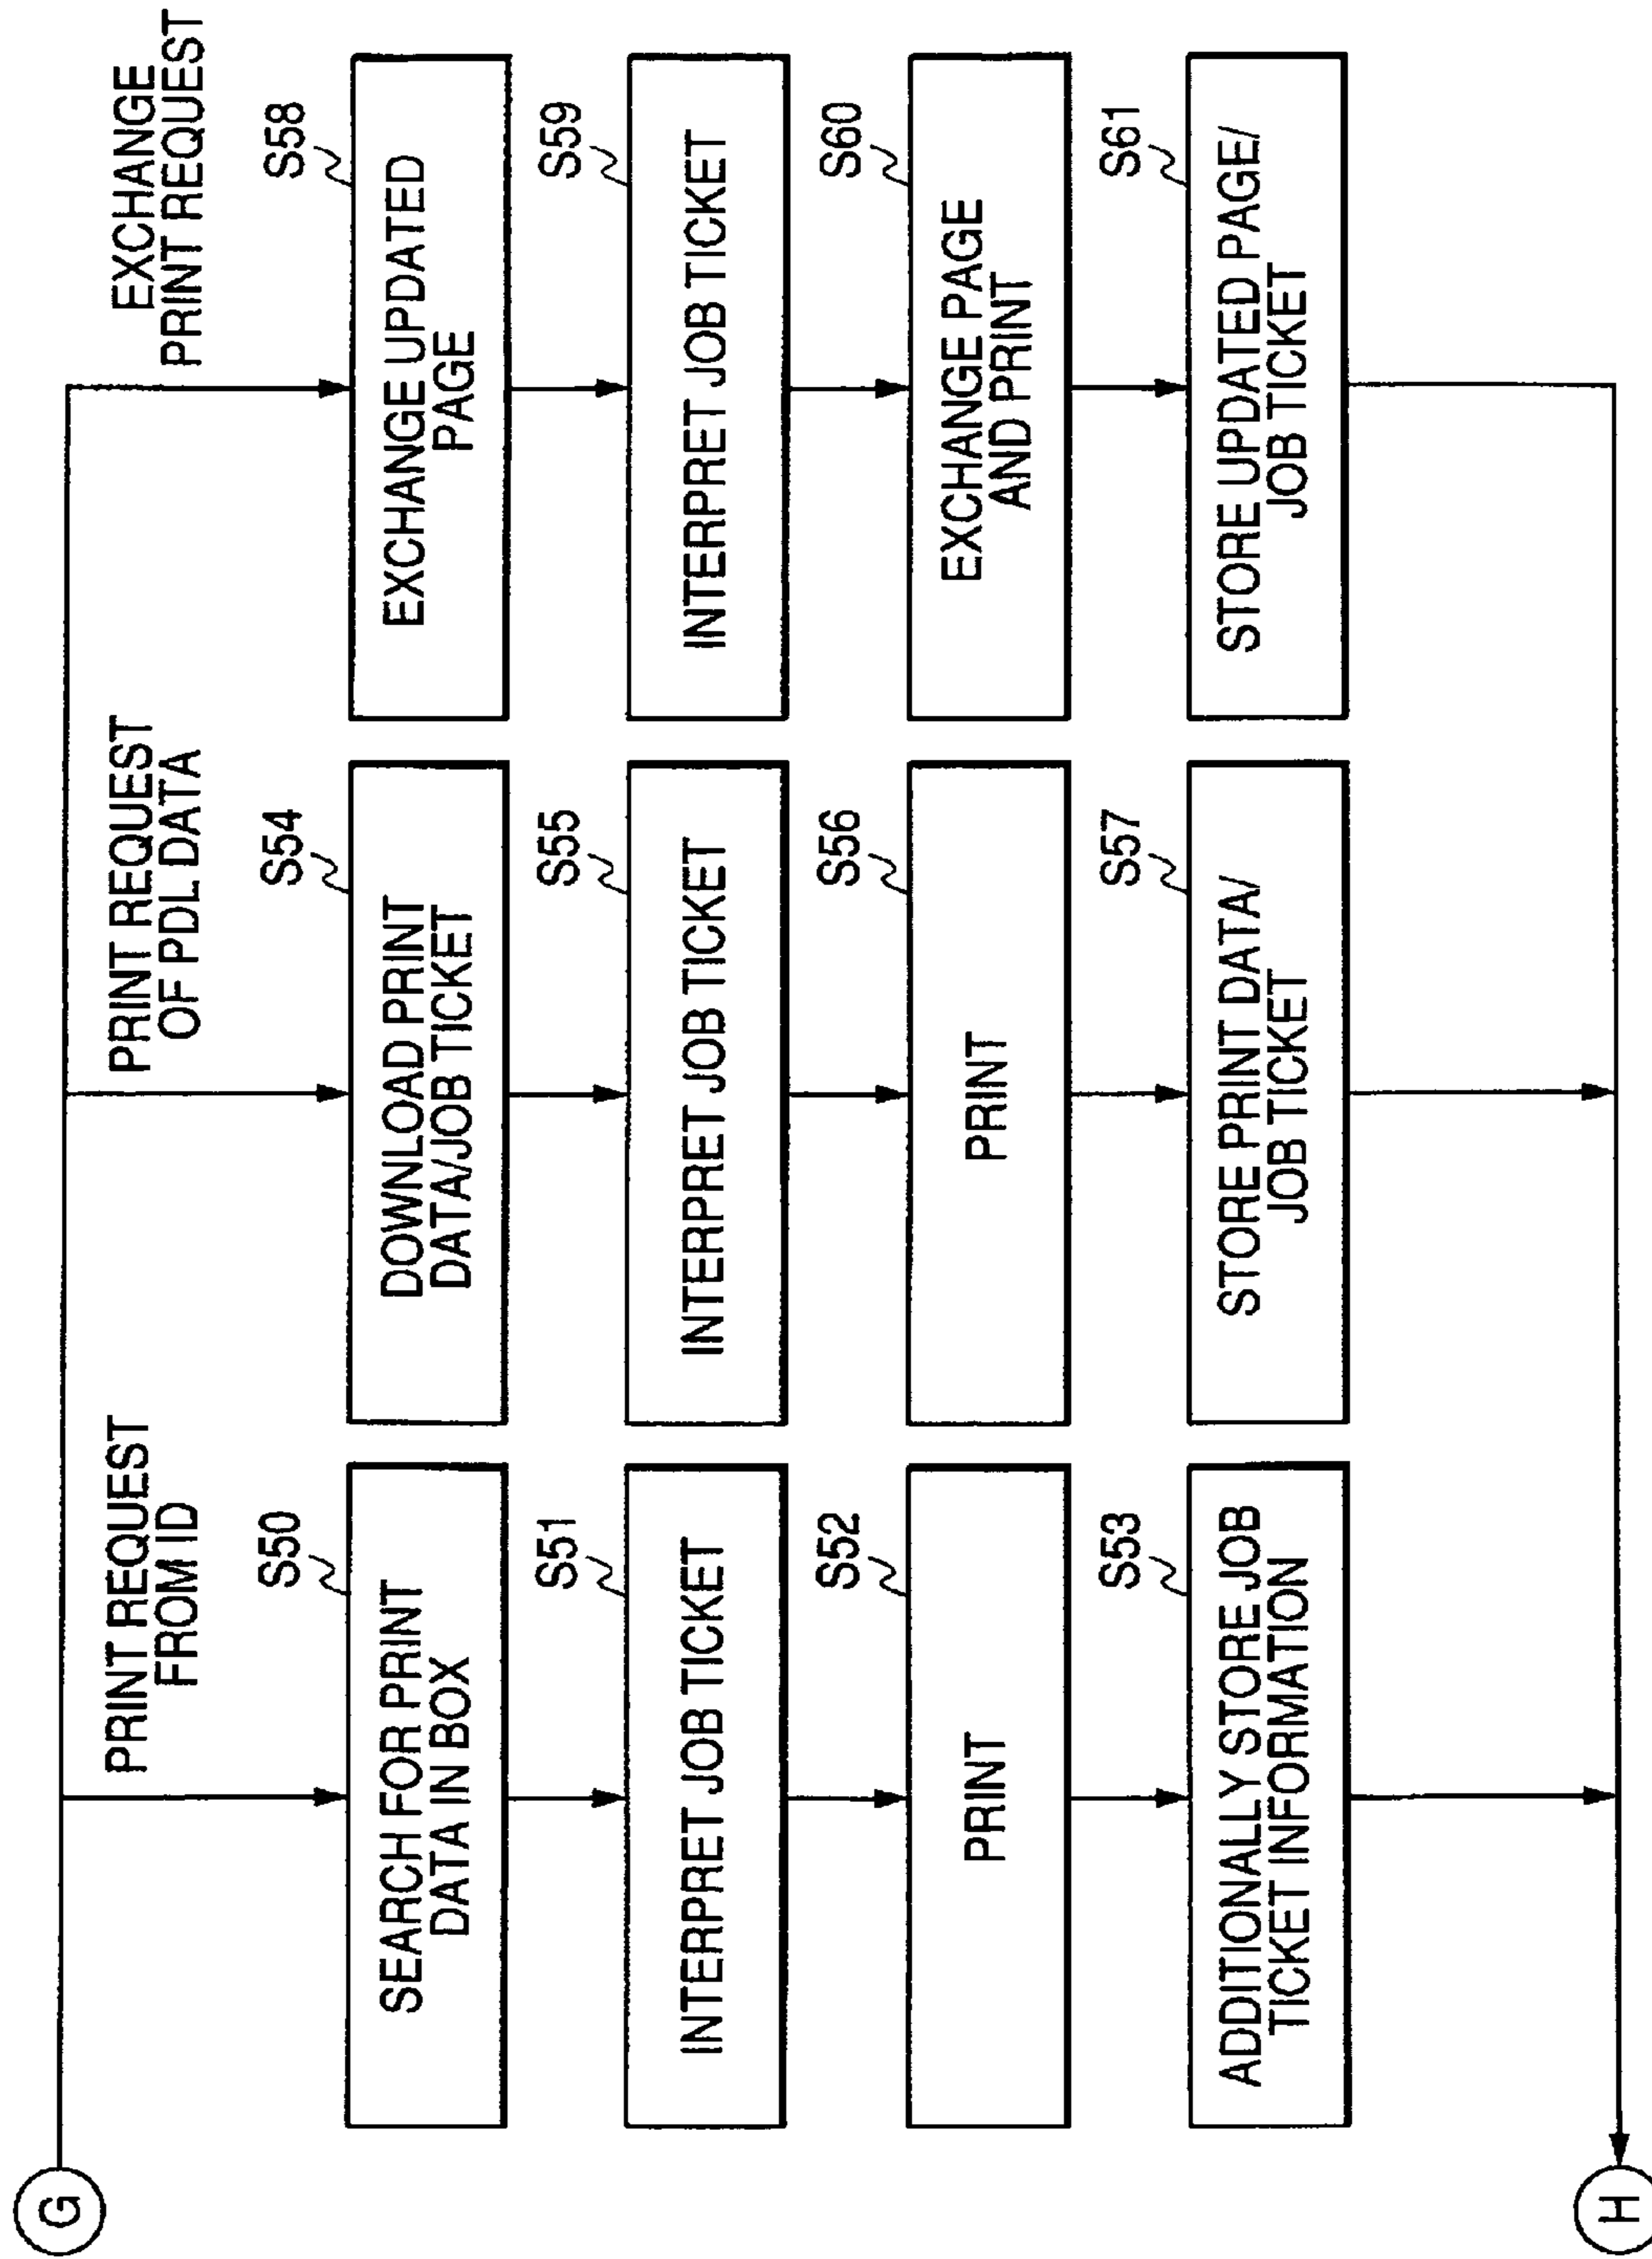 G
PRINT REQUEST
FROM ID
S50
SEARCH FOR PRINT
DATA IN BOX
S51
INTERPRET JOB TICKET
S52
PRINT
S53
ADDITIONALLY STORE JOB
TICKET INFORMATION
PRINT REQUEST
OF PDL DATA
S54
DOWNLOAD PRINT
DATA/JOB TICKET
S55
INTERPRET JOB TICKET
S56
PRINT
S57
STORE PRINT DATA/
JOB TICKET
EXCHANGE
PRINT REQUEST
S58
EXCHANGE UPDATED
PAGE
S59
INTERPRET JOB TICKET
S60
EXCHANGE PAGE
AND PRINT
S61
STORE UPDATED PAGE/
JOB TICKET
H